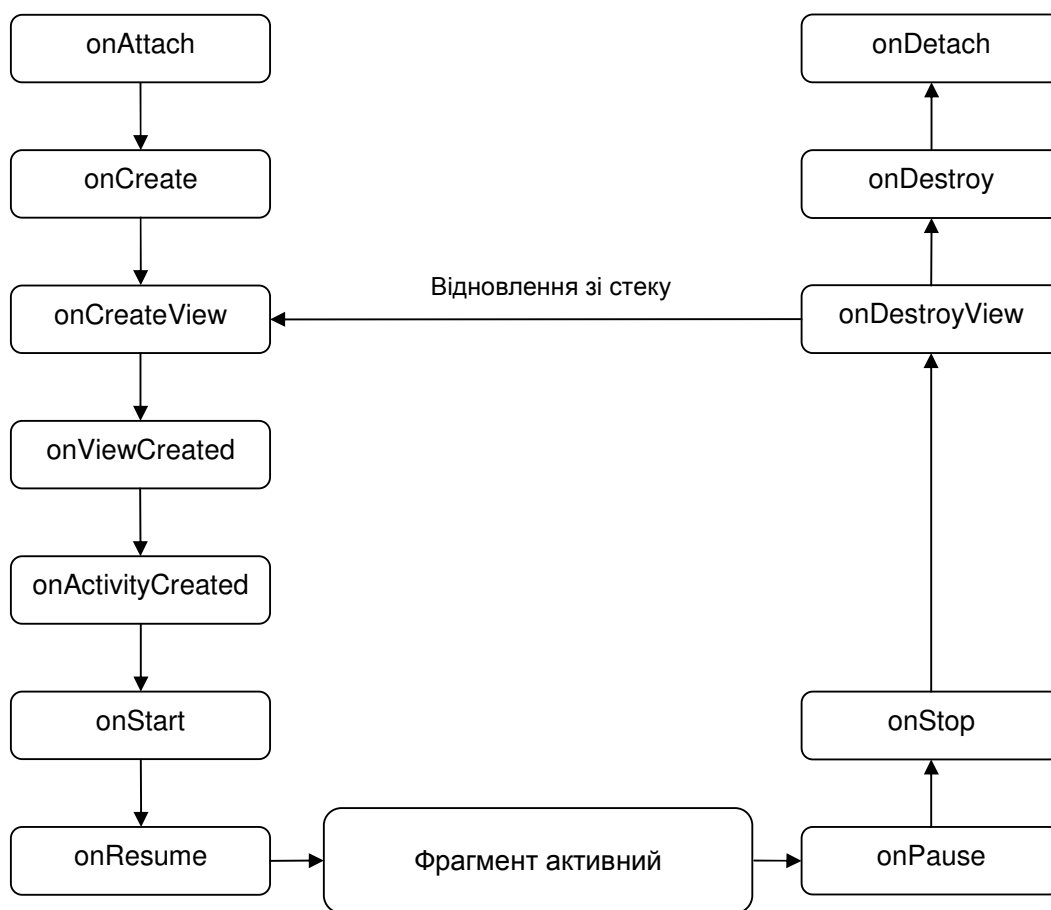 onAttach
onDetach
onCreate
onDestroy
Відновлення зі стеку
onCreateView
onDestroyView
onViewCreated
onActivityCreated
onStart
onStop
onResume
Фрагмент активний
onPause